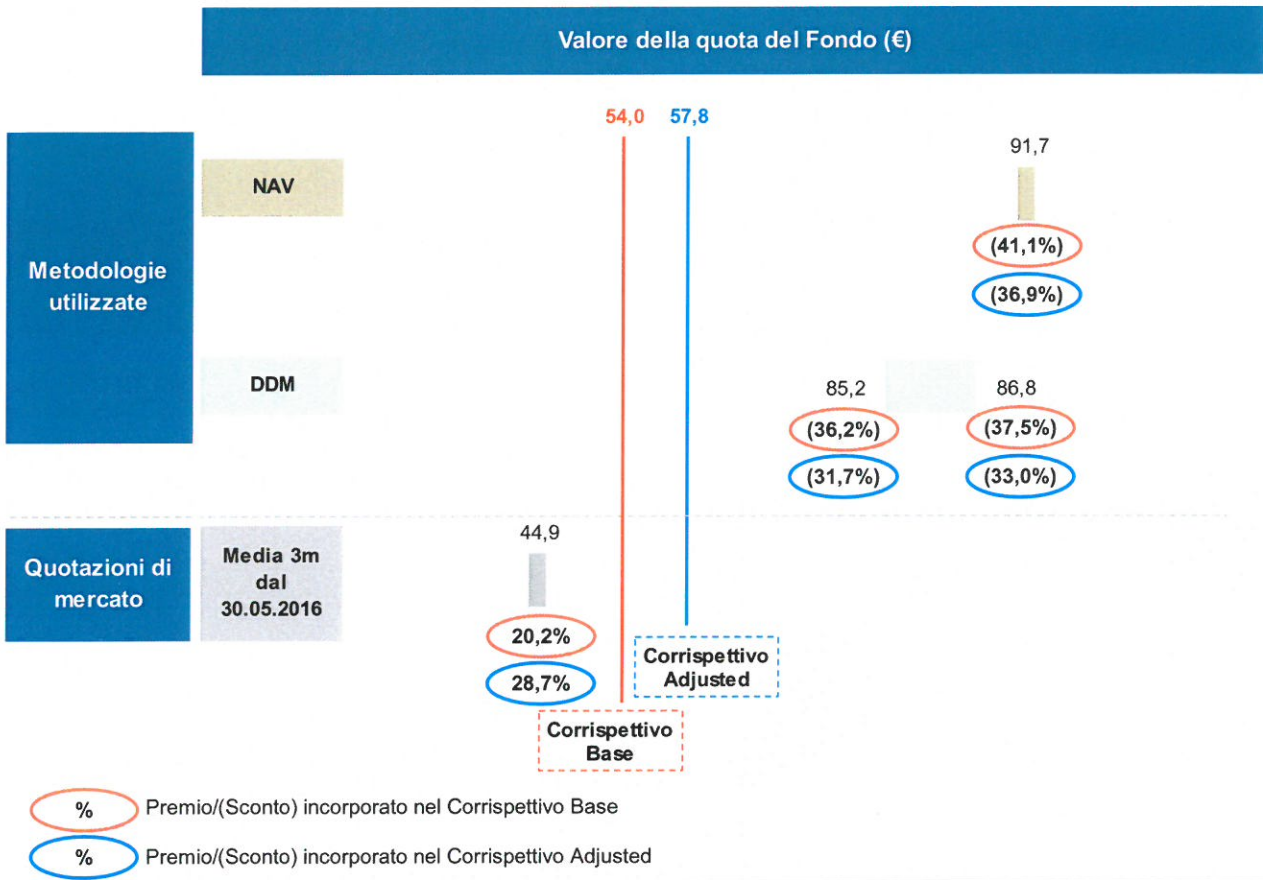 Valore della quota del Fondo (€)
54,0 57,8
Metodologie
utilizzate
NAV
91,7
(41,1%)
(36,9%)
DDM
85,2 86,8
(36,2%) (37,5%)
(31,7%) (33,0%)
Quotazioni di
mercato
Media 3m
dal
30.05.2016
44,9
20,2%
28,7%
Corrispettivo
Adjusted
Corrispettivo
Base
% Premio/(Sconto) incorporato nel Corrispettivo Base
% Premio/(Sconto) incorporato nel Corrispettivo Adjusted